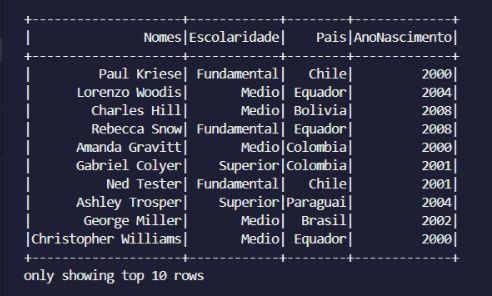 +--------------------+------------+--------+-------------+
|               Nomes|Escolaridade|    Pais|AnoNascimento|
+--------------------+------------+--------+-------------+
|         Paul Kriese| Fundamental|   Chile|         2000|
|      Lorenzo Woodis|       Medio| Equador|         2004|
|        Charles Hill|       Medio| Bolivia|         2008|
|        Rebecca Snow| Fundamental| Equador|         2008|
|      Amanda Gravitt|       Medio|Colombia|         2000|
|      Gabriel Colyer|    Superior|Colombia|         2001|
|          Ned Tester| Fundamental|   Chile|         2001|
|      Ashley Trosper|    Superior|Paraguai|         2004|
|       George Miller|       Medio|  Brasil|         2002|
|Christopher Williams|       Medio| Equador|         2000|
+--------------------+------------+--------+-------------+
only showing top 10 rows